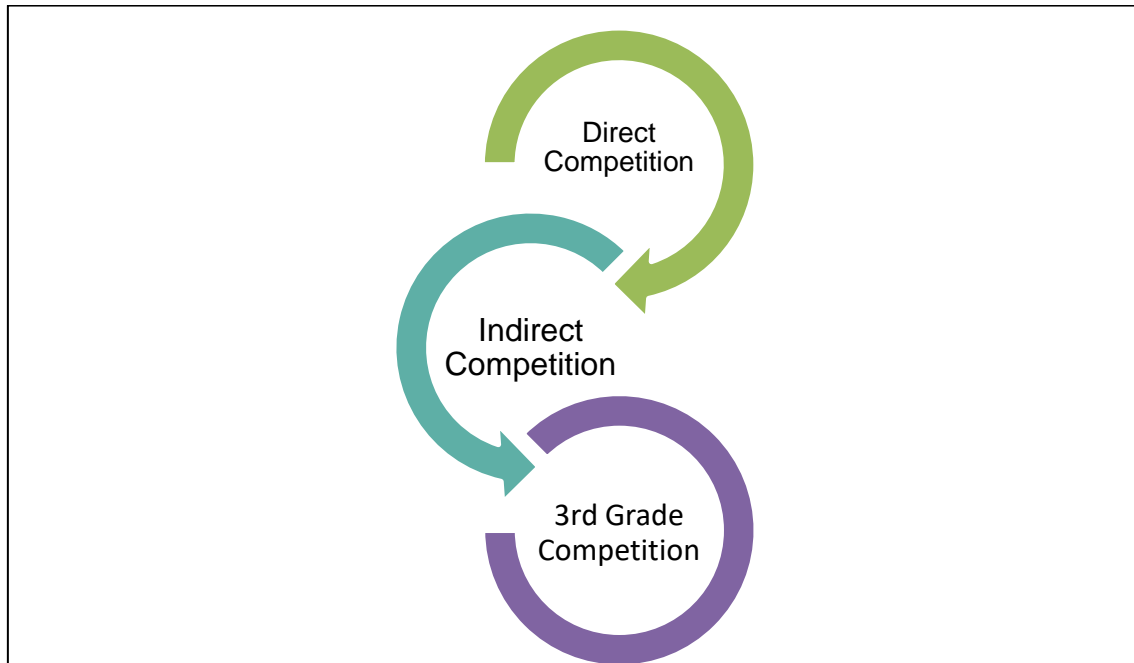 Direct
Competition
Indirect
Competition
3rd Grade
Competition